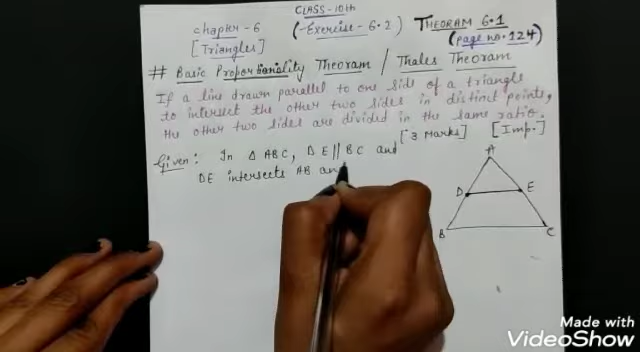 CLASS-10th
chapter-6 (-Exercise-6.2) THEORAM 6.1
[Triangles] (page no. 124)
## Basic Proportionality Theoram / Thales Theoram
If a line drawn parallel to one side of a triangle
to intersect the other two sides in distinct points,
the other two sides are divided in the same ratio.
[3 Marks] [Imp.]
Given: In Δ ABC, DE||BC and
DE intersects AB an
A
D E
B C
Made With
VideoShow